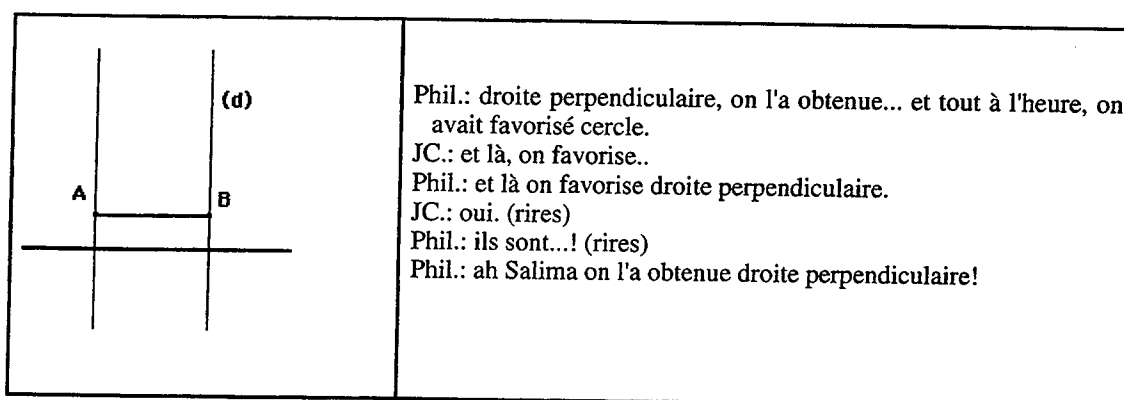 (d)
A
B
Phil.: droite perpendiculaire, on l'a obtenue... et tout à l'heure, on
avait favorisé cercle.
JC.: et là, on favorise..
Phil.: et là on favorise droite perpendiculaire.
JC.: oui. (rires)
Phil.: ils sont...! (rires)
Phil.: ah Salima on l'a obtenue droite perpendiculaire!